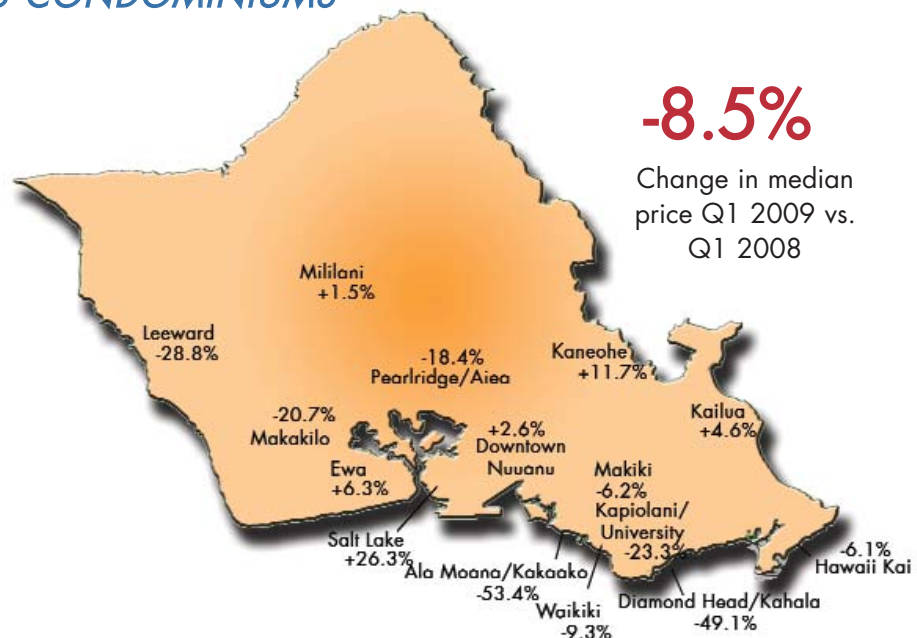 CONDOMINIUMS
-8.5%
Change in median
price Q1 2009 vs.
Q1 2008
Mililani
+1.5%
Leeward
-28.8%
-18.4%
Pearlridge/Aiea
Kaneohe
+11.7%
Kailua
+4.6%
-20.7%
Makakilo
+2.6%
Downtown
Nuuanu
Ewa
+6.3%
Makiki
-6.2%
Kapiolani/
University
-23.3%
Salt Lake
+26.3%
Ala Moana/Kakaako
-53.4%
Waikiki
-9.3%
Diamond Head/Kahala
-49.1%
-6.1%
Hawaii Kai